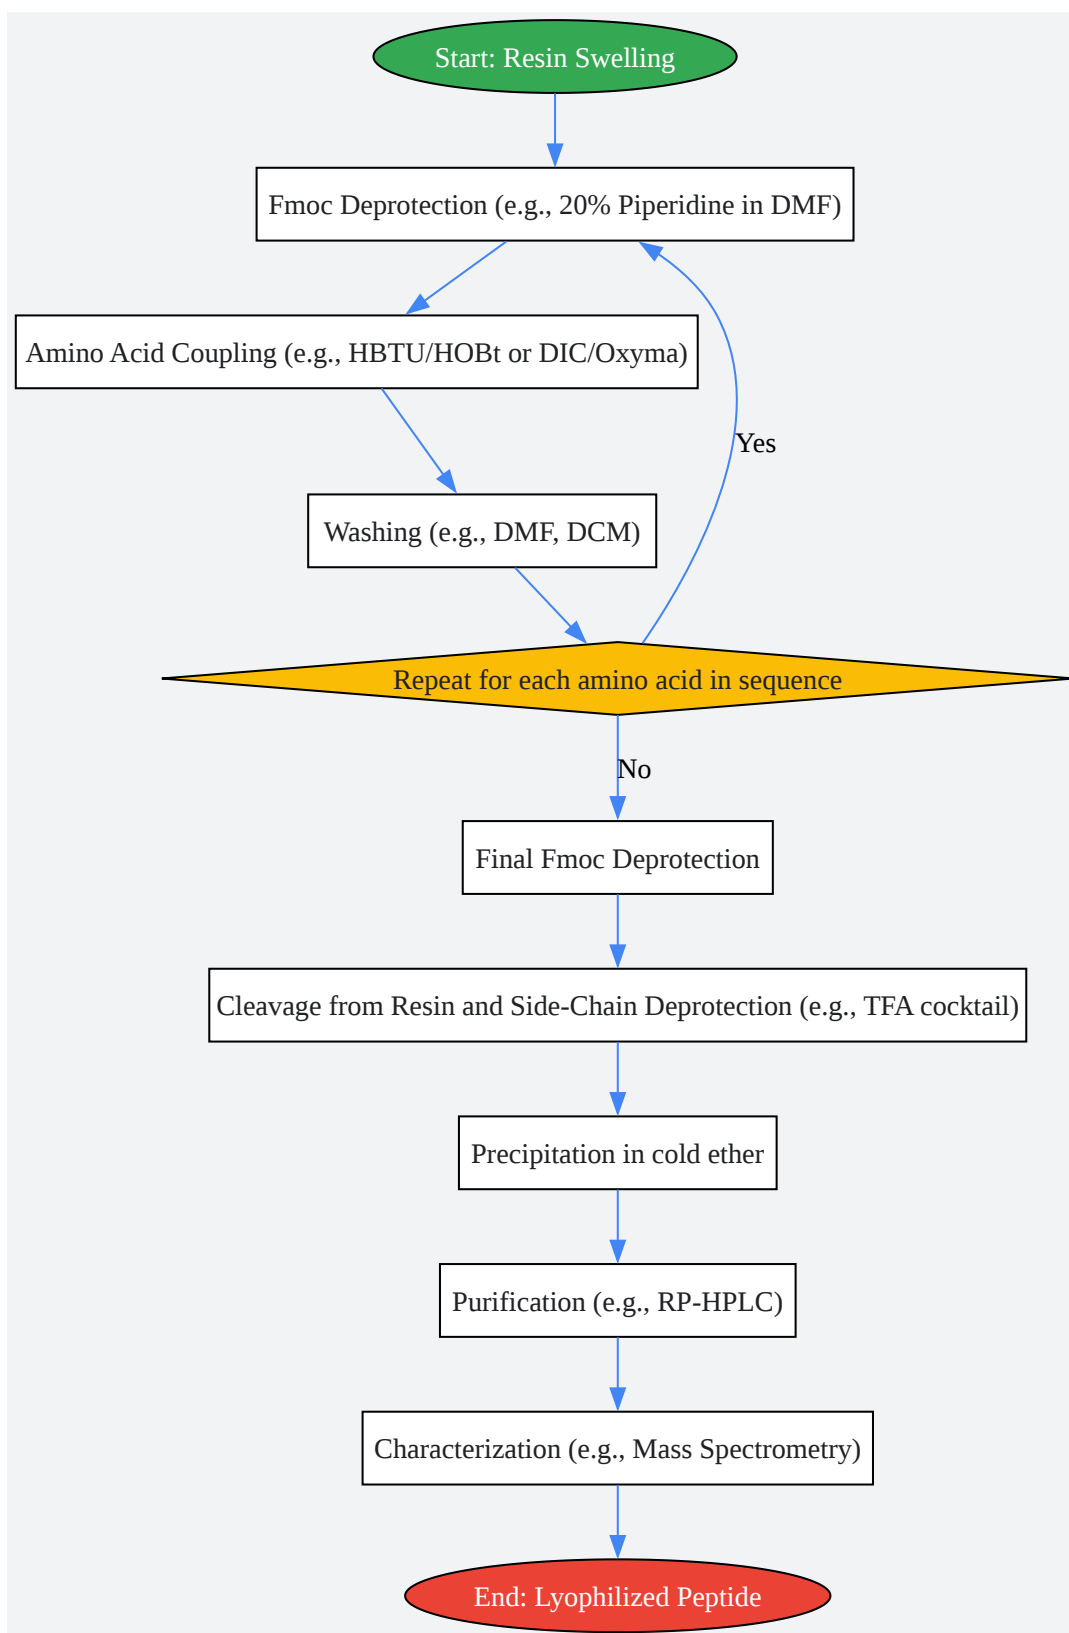 Start: Resin Swelling
Fmoc Deprotection (e.g., 20% Piperidine in DMF)
Amino Acid Coupling (e.g., HBTU/HOBt or DIC/Oxyma)
Yes
Washing (e.g., DMF, DCM)
Repeat for each amino acid in sequence
No
Final Fmoc Deprotection
Cleavage from Resin and Side-Chain Deprotection (e.g., TFA cocktail)
Precipitation in cold ether
Purification (e.g., RP-HPLC)
Characterization (e.g., Mass Spectrometry)
End: Lyophilized Peptide